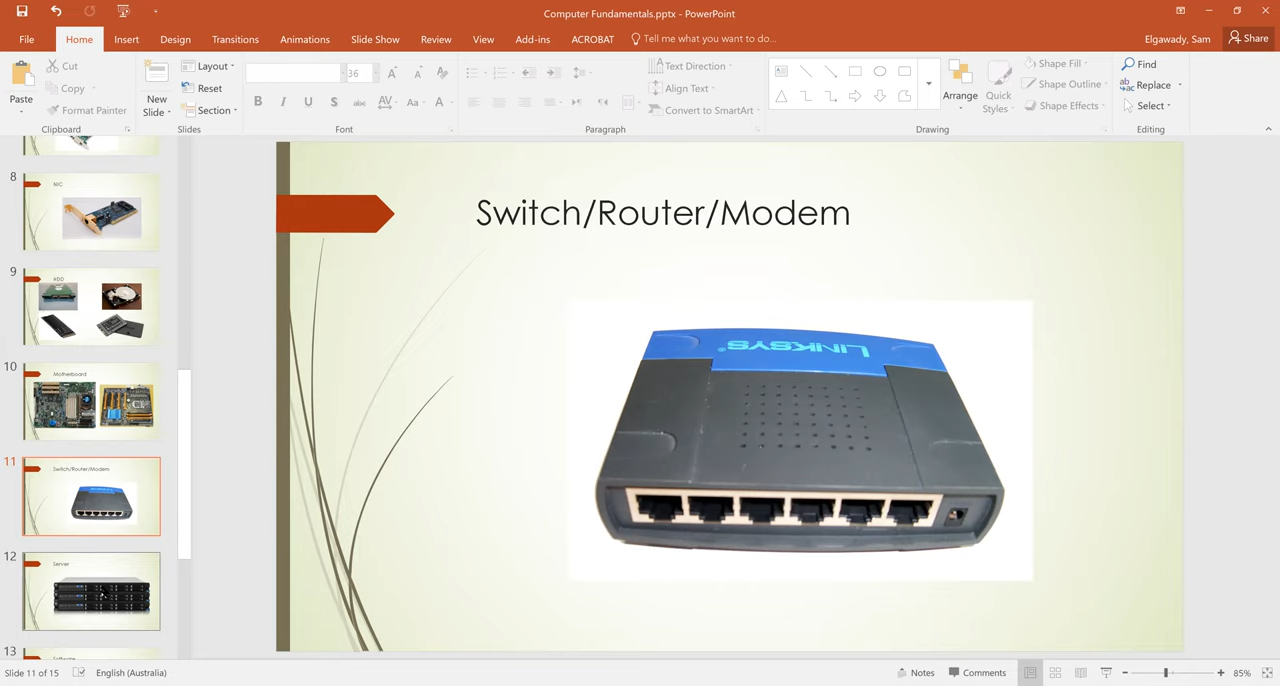 Computer Fundamentals.pptx - PowerPoint
File Home Insert Design Transitions Animations Slide Show Review View Add-ins ACROBAT Tell me what you want to do... Elgawady, Sam Share
Paste
Cut
Copy
Format Painter
Clipboard
New Slide
Layout
Reset
Section
Slides
36
B I U S abc AV Aa A
Font
Text Direction
Align Text
Convert to SmartArt
Paragraph
Arrange
Quick Styles
Shape Fill
Shape Outline
Shape Effects
Drawing
Find
Replace
Select
Editing
8
NIC
9
HDD
10
Motherboard
11
Switch/Router/Modem
12
Server
13
Software
Switch/Router/Modem
LINKSYS®
Slide 11 of 15 English (Australia) Notes Comments 85%